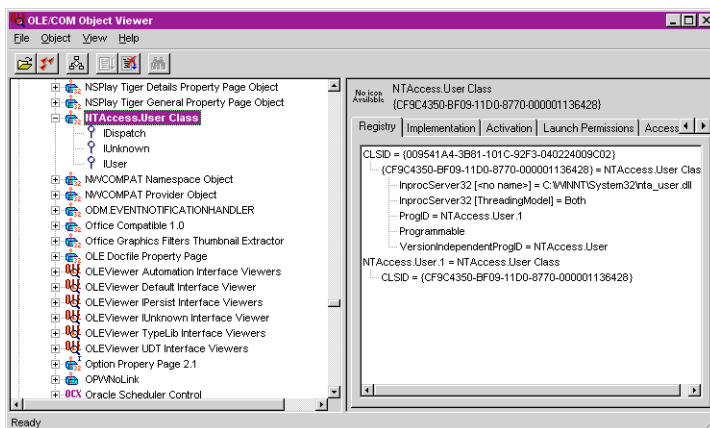 OLE/COM Object Viewer
File Object View Help
NSPlay Tiger Details Property Page Object
NSPlay Tiger General Property Page Object
NTAccess.User Class
IDispatch
IUnknown
IUser
NWCOMPAT Namespace Object
NWCOMPAT Provider Object
ODM.EVENTNOTIFICATIONHANDLER
Office Compatible 1.0
Office Graphics Filters Thumbnail Extractor
OLE Docfile Property Page
OLEViewer Automation Interface Viewers
OLEViewer Default Interface Viewer
OLEViewer IPersist Interface Viewers
OLEViewer IUnknown Interface Viewer
OLEViewer TypeLib Interface Viewers
OLEViewer UDT Interface Viewers
Option Propery Page 2.1
OPWNoLink
OCX Oracle Scheduler Control
No icon Available
NTAccess.User Class
{CF9C4350-BF09-11D0-8770-000001136428}
Registry Implementation Activation Launch Permissions Access
CLSID = {009541A4-3B81-101C-92F3-040224009C02}
{CF9C4350-BF09-11D0-8770-000001136428} = NTAccess.User Clas
InprocServer32 [<no name>] = C:\WINNT\System32\nta_user.dll
InprocServer32 [ThreadingModel] = Both
ProgID = NTAccess.User.1
Programmable
VersionIndependentProgID = NTAccess.User
NTAccess.User.1 = NTAccess.User Class
CLSID = {CF9C4350-BF09-11D0-8770-000001136428}
Ready